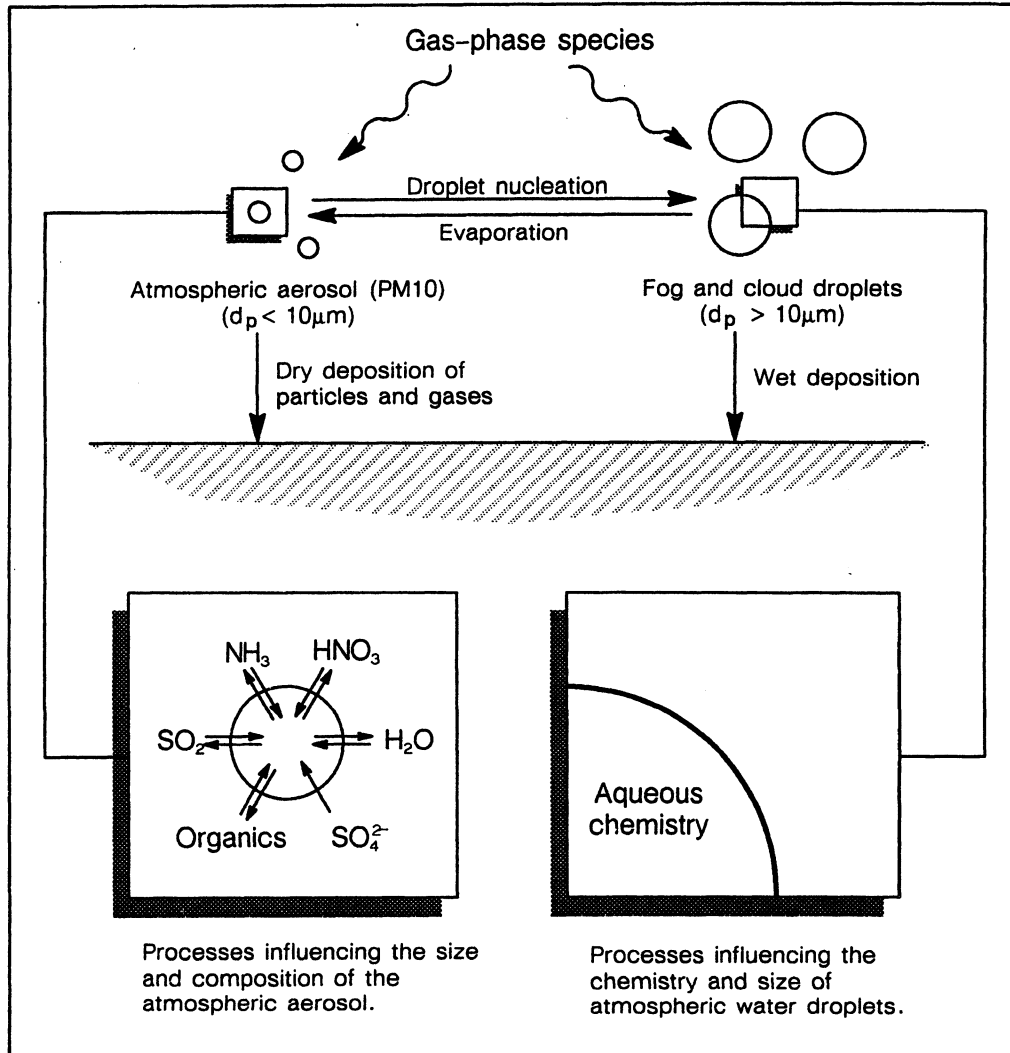 Gas-phase species
Droplet nucleation
Evaporation
Atmospheric aerosol (PM10)
(dₚ < 10μm)
Fog and cloud droplets
(dₚ > 10μm)
Dry deposition of
particles and gases
Wet deposition
NH₃
HNO₃
SO₂
H₂O
Organics
SO₄²⁻
Aqueous
chemistry
Processes influencing the size
and composition of the
atmospheric aerosol.
Processes influencing the
chemistry and size of
atmospheric water droplets.